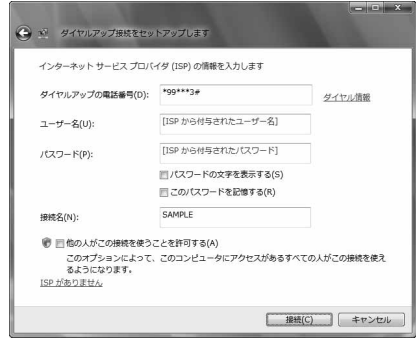 ダイヤルアップ接続をセットアップします
インターネット サービス プロバイダ (ISP) の情報を入力します
ダイヤルアップの電話番号(D):
*99***3#
ダイヤル情報
ユーザー名(U):
[ISP から付与されたユーザー名]
パスワード(P):
[ISP から付与されたパスワード]
パスワードの文字を表示する(S)
このパスワードを記憶する(R)
接続名(N):
SAMPLE
他の人がこの接続を使うことを許可する(A)
このオプションによって、このコンピュータにアクセスがあるすべての人がこの接続を使え
るようになります。
ISP がありません
接続(C)
キャンセル